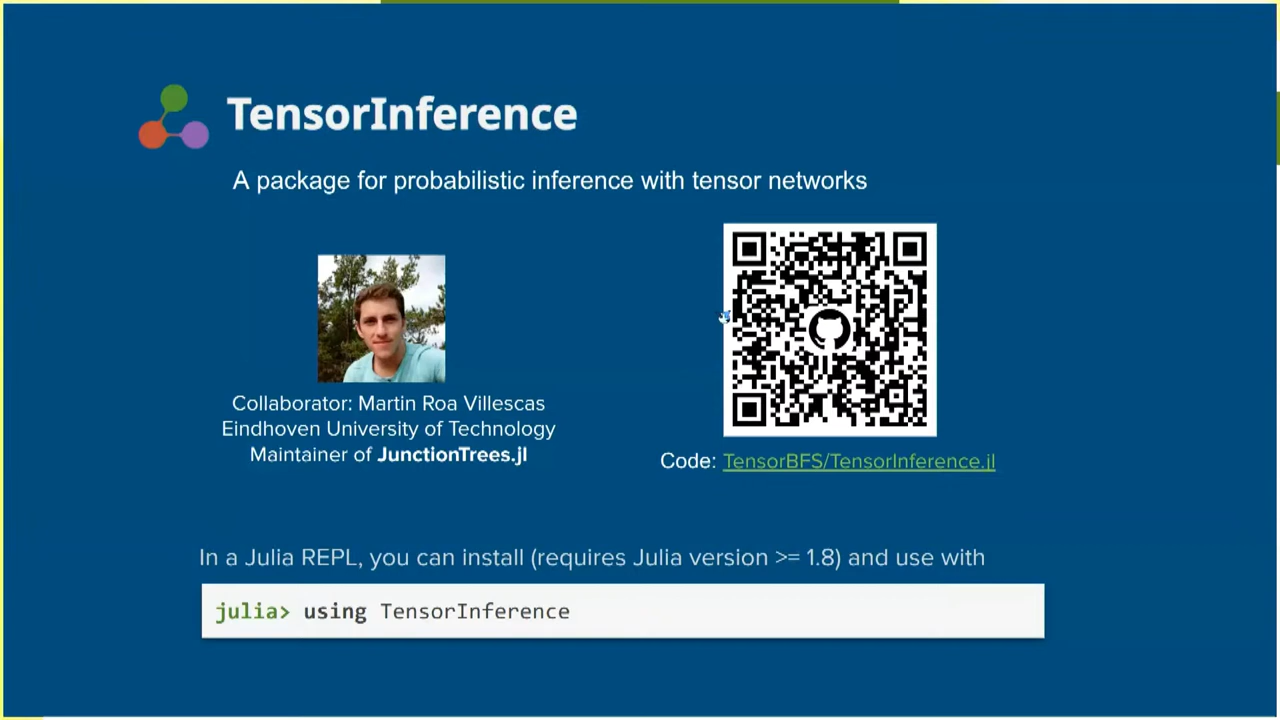 TensorInference
A package for probabilistic inference with tensor networks
Collaborator: Martin Roa Villescas
Eindhoven University of Technology
Maintainer of JunctionTrees.jl
Code: TensorBFS/TensorInference.jl
In a Julia REPL, you can install (requires Julia version >= 1.8) and use with
julia> using TensorInference